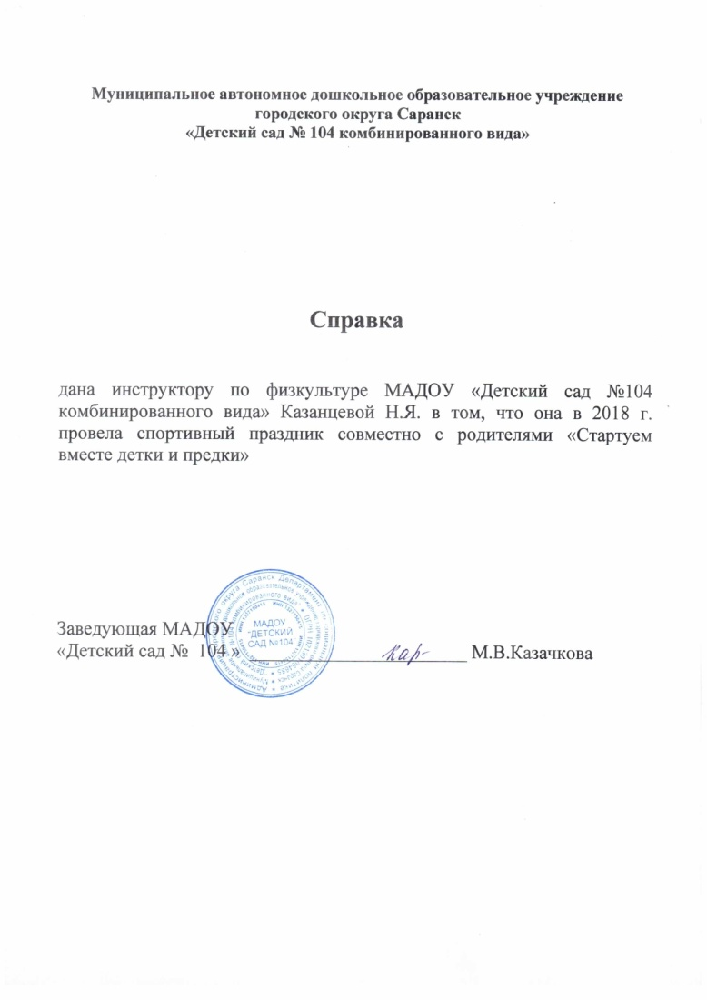 Муниципальное автономное дошкольное образовательное учреждение
городского округа Саранск
«Детский сад № 104 комбинированного вида»
Справка
дана инструктору по физкультуре МАДОУ «Детский сад №104
комбинированного вида» Казанцевой Н.Я. в том, что она в 2018 г.
провела спортивный праздник совместно с родителями «Стартуем
вместе детки и предки»
Заведующая МАДОУ
«Детский сад № 104 » М.В.Казачкова
МАДОУ
"ДЕТСКИЙ
САД №104